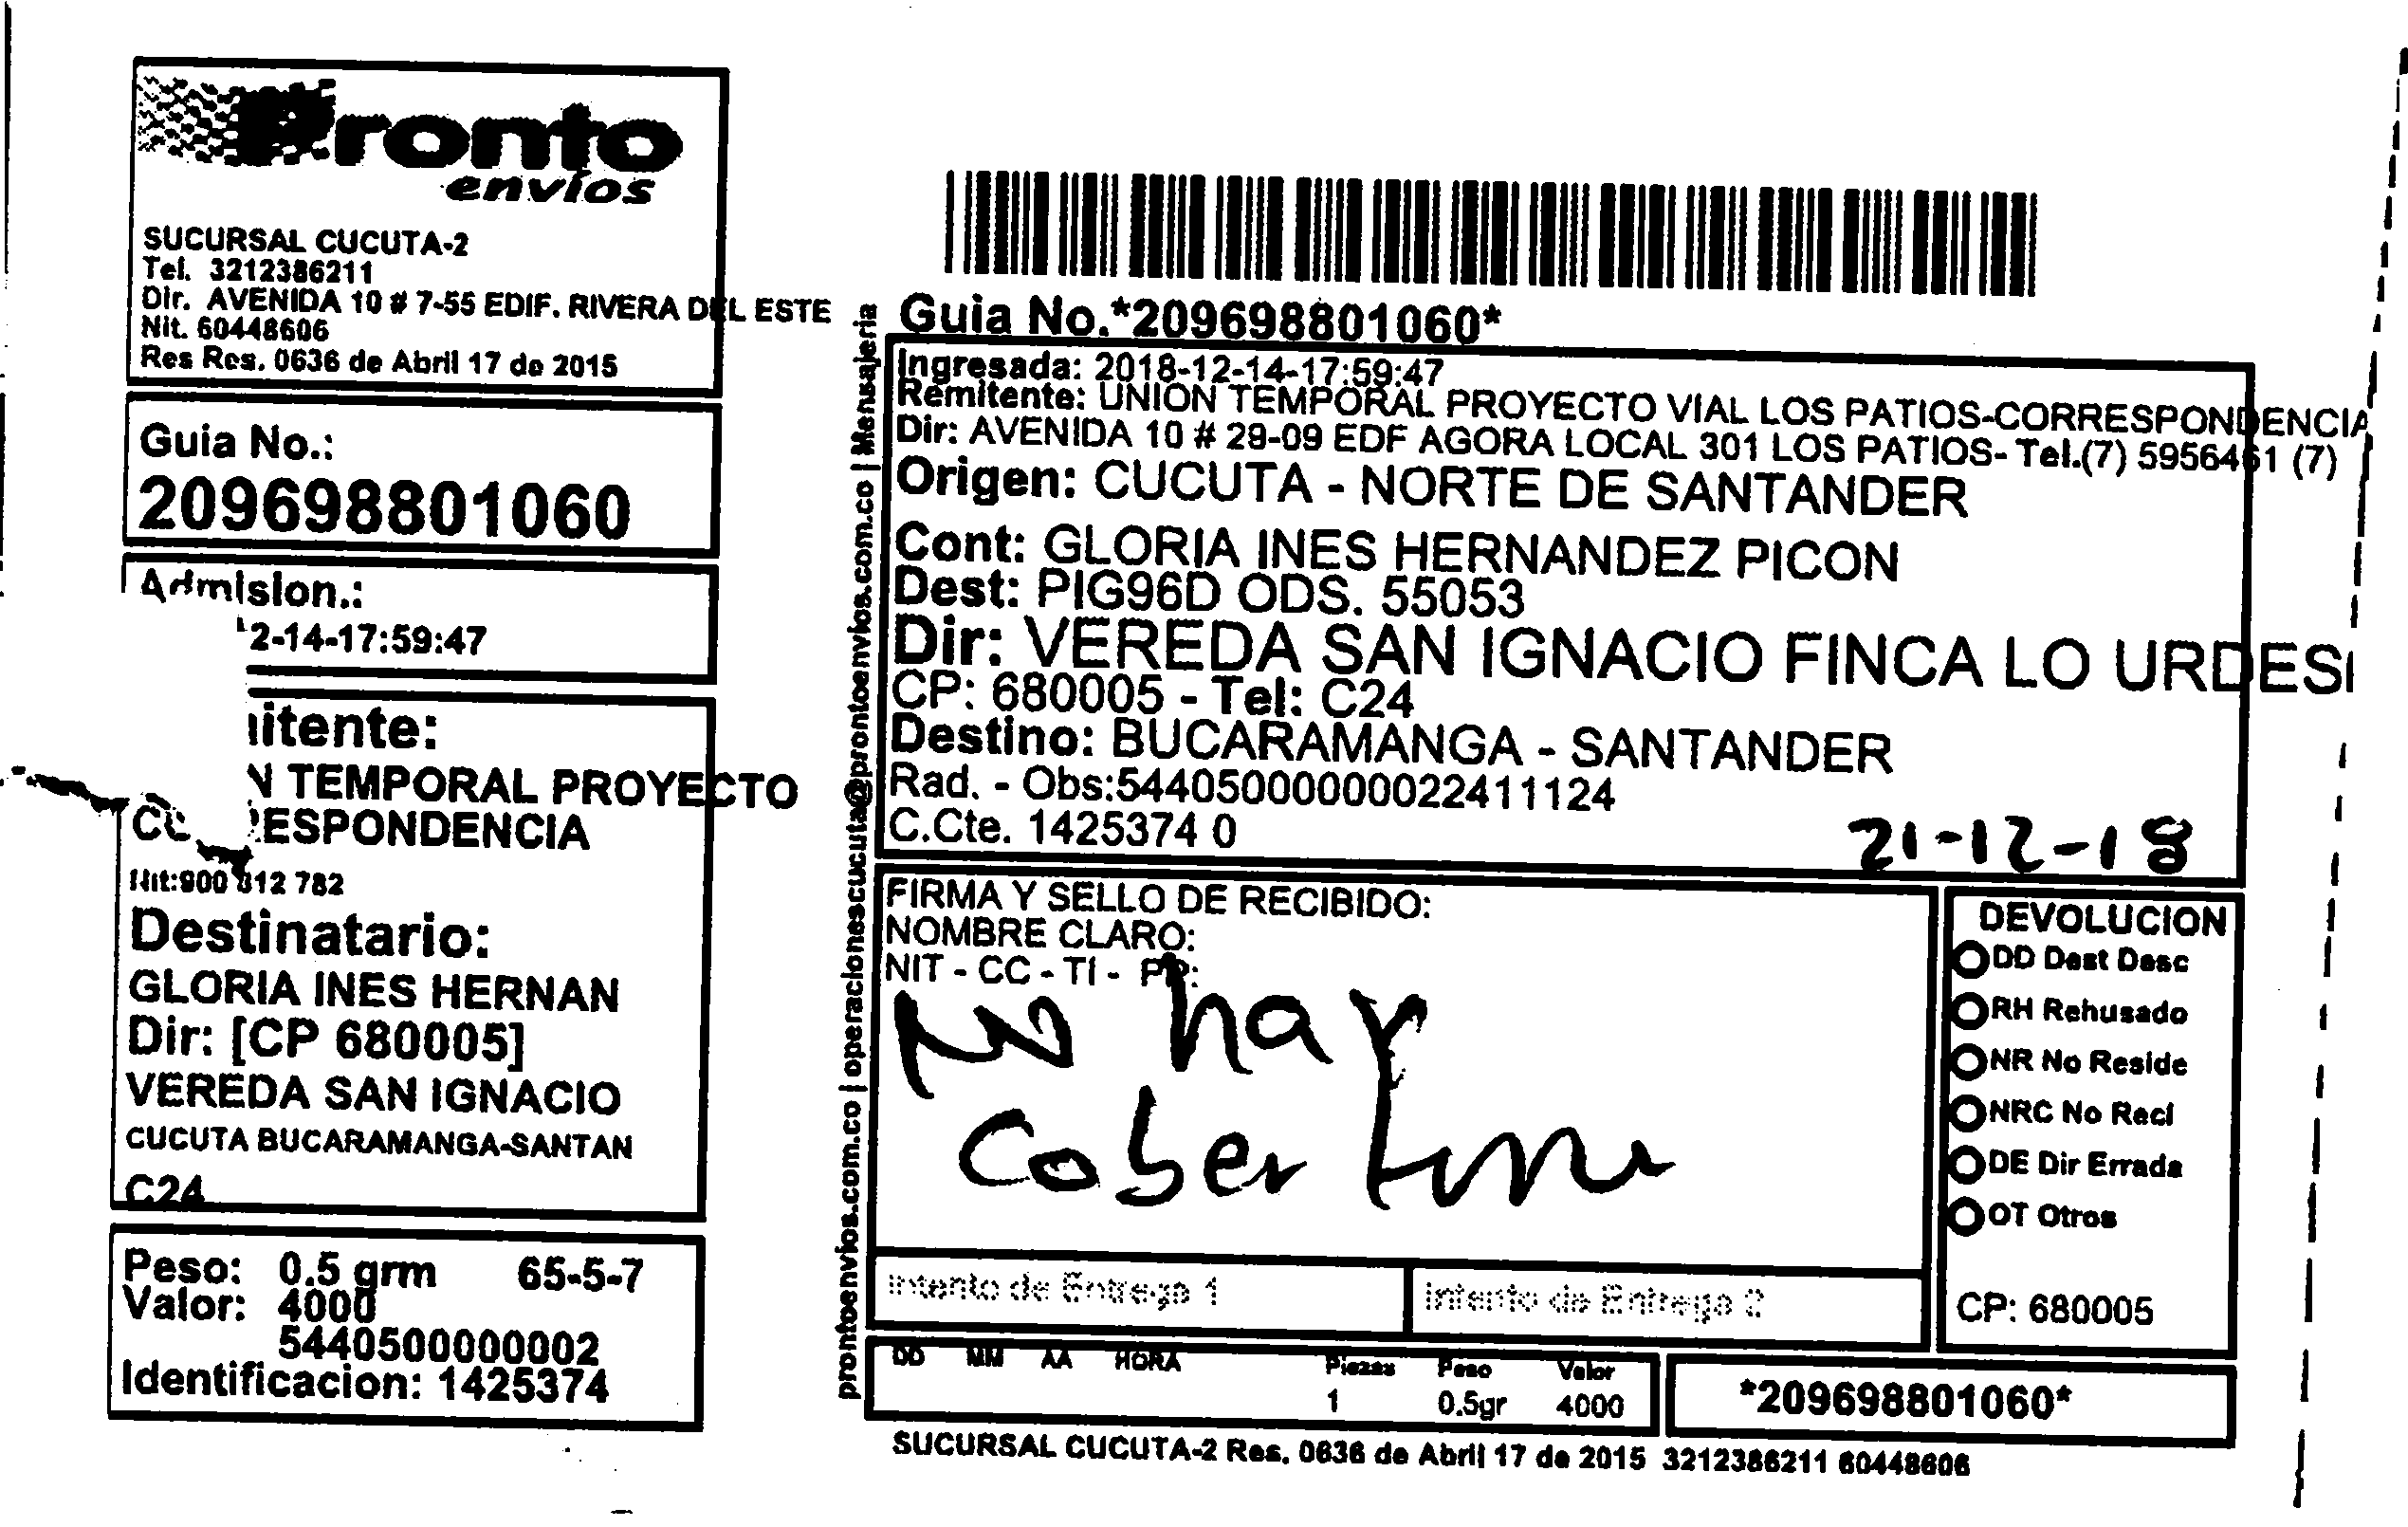 Pronto
envíos
SUCURSAL CUCUTA-2
Tel. 3212386211
Dir. AVENIDA 10 # 7-55 EDIF. RIVERA DEL ESTE
Nit. 60448606
Res Res. 0636 de Abril 17 de 2015
Guia No.:
209698801060
Admision.:
2-14-17:59:47
itente:
N TEMPORAL PROYECTO
ESPONDENCIA
Nit:900 812 782
Destinatario:
GLORIA INES HERNAN
Dir: [CP 680005]
VEREDA SAN IGNACIO
CUCUTA BUCARAMANGA-SANTAN
C24
Peso: 0.5 grm 65-5-7
Valor: 4000
5440500000002
Identificacion: 1425374
prontoenvios.com.co | operacionescucuta@prontoenvios.com.co | Mensajeria
Guia No.*209698801060*
Ingresada: 2018-12-14-17:59:47
Remitente: UNION TEMPORAL PROYECTO VIAL LOS PATIOS-CORRESPONDENCIA
Dir: AVENIDA 10 # 29-09 EDF AGORA LOCAL 301 LOS PATIOS- Tel.(7) 5956461 (7)
Origen: CUCUTA - NORTE DE SANTANDER
Cont: GLORIA INES HERNANDEZ PICON
Dest: PIG96D ODS. 55053
Dir: VEREDA SAN IGNACIO FINCA LO URDESI
CP: 680005 - Tel: C24
Destino: BUCARAMANGA - SANTANDER
Rad. - Obs:544050000000022411124
C.Cte. 1425374 0
21-12-18
FIRMA Y SELLO DE RECIBIDO:
NOMBRE CLARO:
NIT - CC - TI - PP:
no hay
cobertura
DEVOLUCION
DD Dest Desc
RH Rehusado
NR No Reside
NRC No Recl
DE Dir Errada
OT Otros
CP: 680005
Intento de Entrega 1
Intento de Entrega 2
DD MM AA HORA Piezas Peso Valor
1 0.5gr 4000
*209698801060*
SUCURSAL CUCUTA-2 Res. 0636 de Abril 17 de 2015 3212386211 60448606